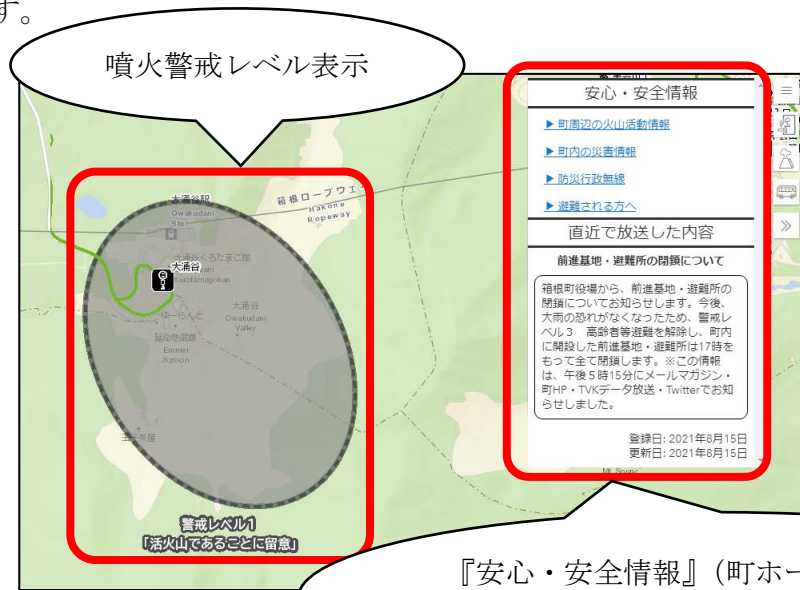 す。
噴火警戒レベル表示
大涌谷駅
Owakudani
Sta.
箱根ロープウェ
Hakone
Ropeway
大涌谷くろたまご館
Kurotamagokan
大涌谷
大涌谷
Owakudani
Valley
ゆーらんど
延命地蔵尊
Enmei
Jizoson
警戒レベル1
「活火山であることに留意」
安心・安全情報
▶ 町周辺の火山活動情報
▶ 町内の災害情報
▶ 防災行政無線
▶ 避難される方へ
直近で放送した内容
前進基地・避難所の閉鎖について
箱根町役場から、前進基地・避難所の
閉鎖についてお知らせします。今後、
大雨の恐れがなくなったため、警戒レ
ベル3 高齢者等避難を解除し、町内
に開設した前進基地・避難所は17時を
もって全て閉鎖します。※この情報
は、午後5時15分にメールマガジン・
町HP・TVKデータ放送・Twitterでお知
らせしました。
登録日: 2021年8月15日
更新日: 2021年8月15日
『安心・安全情報』(町ホー